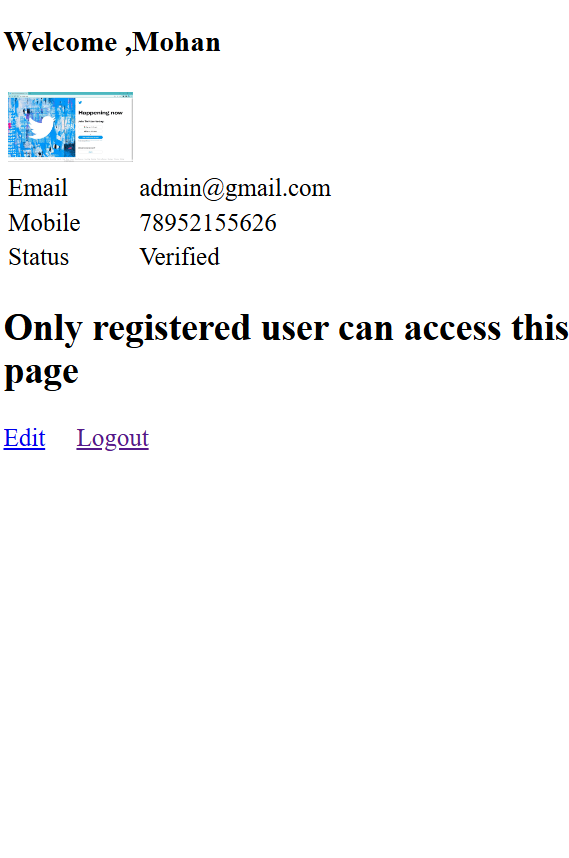 Welcome ,Mohan
Happening now
Email admin@gmail.com
Mobile 78952155626
Status Verified
Only registered user can access this
page
Edit Logout